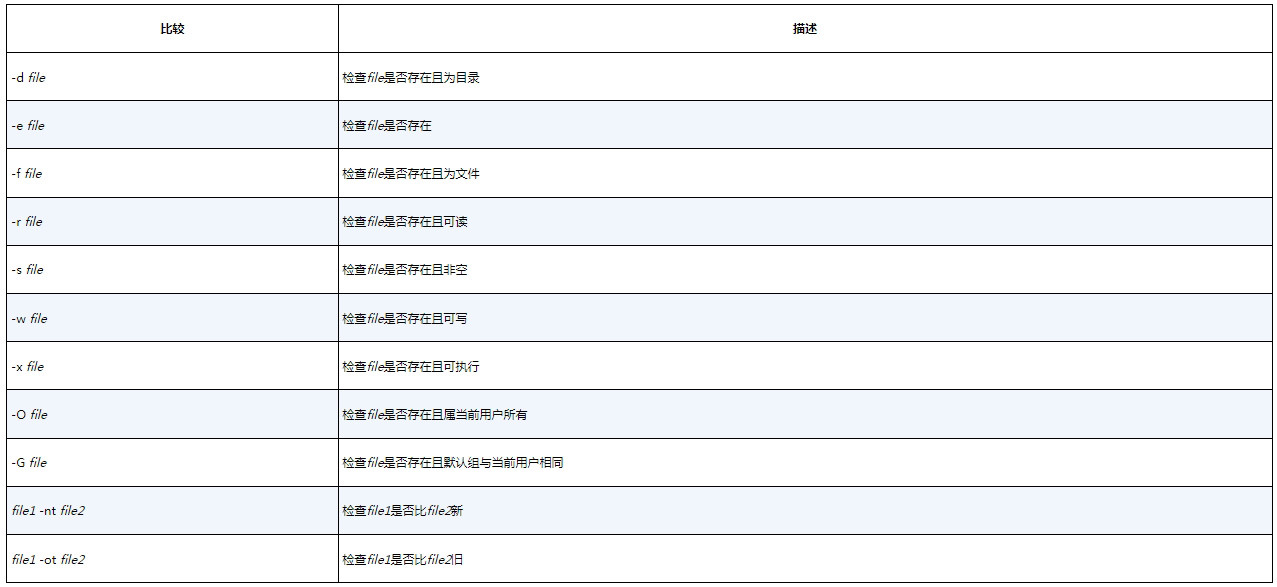 比较 描述
-d file 检查file是否存在且为目录
-e file 检查file是否存在
-f file 检查file是否存在且为文件
-r file 检查file是否存在且可读
-s file 检查file是否存在且非空
-w file 检查file是否存在且可写
-x file 检查file是否存在且可执行
-O file 检查file是否存在且属当前用户所有
-G file 检查file是否存在且默认组与当前用户相同
file1 -nt file2 检查file1是否比file2新
file1 -ot file2 检查file1是否比file2旧